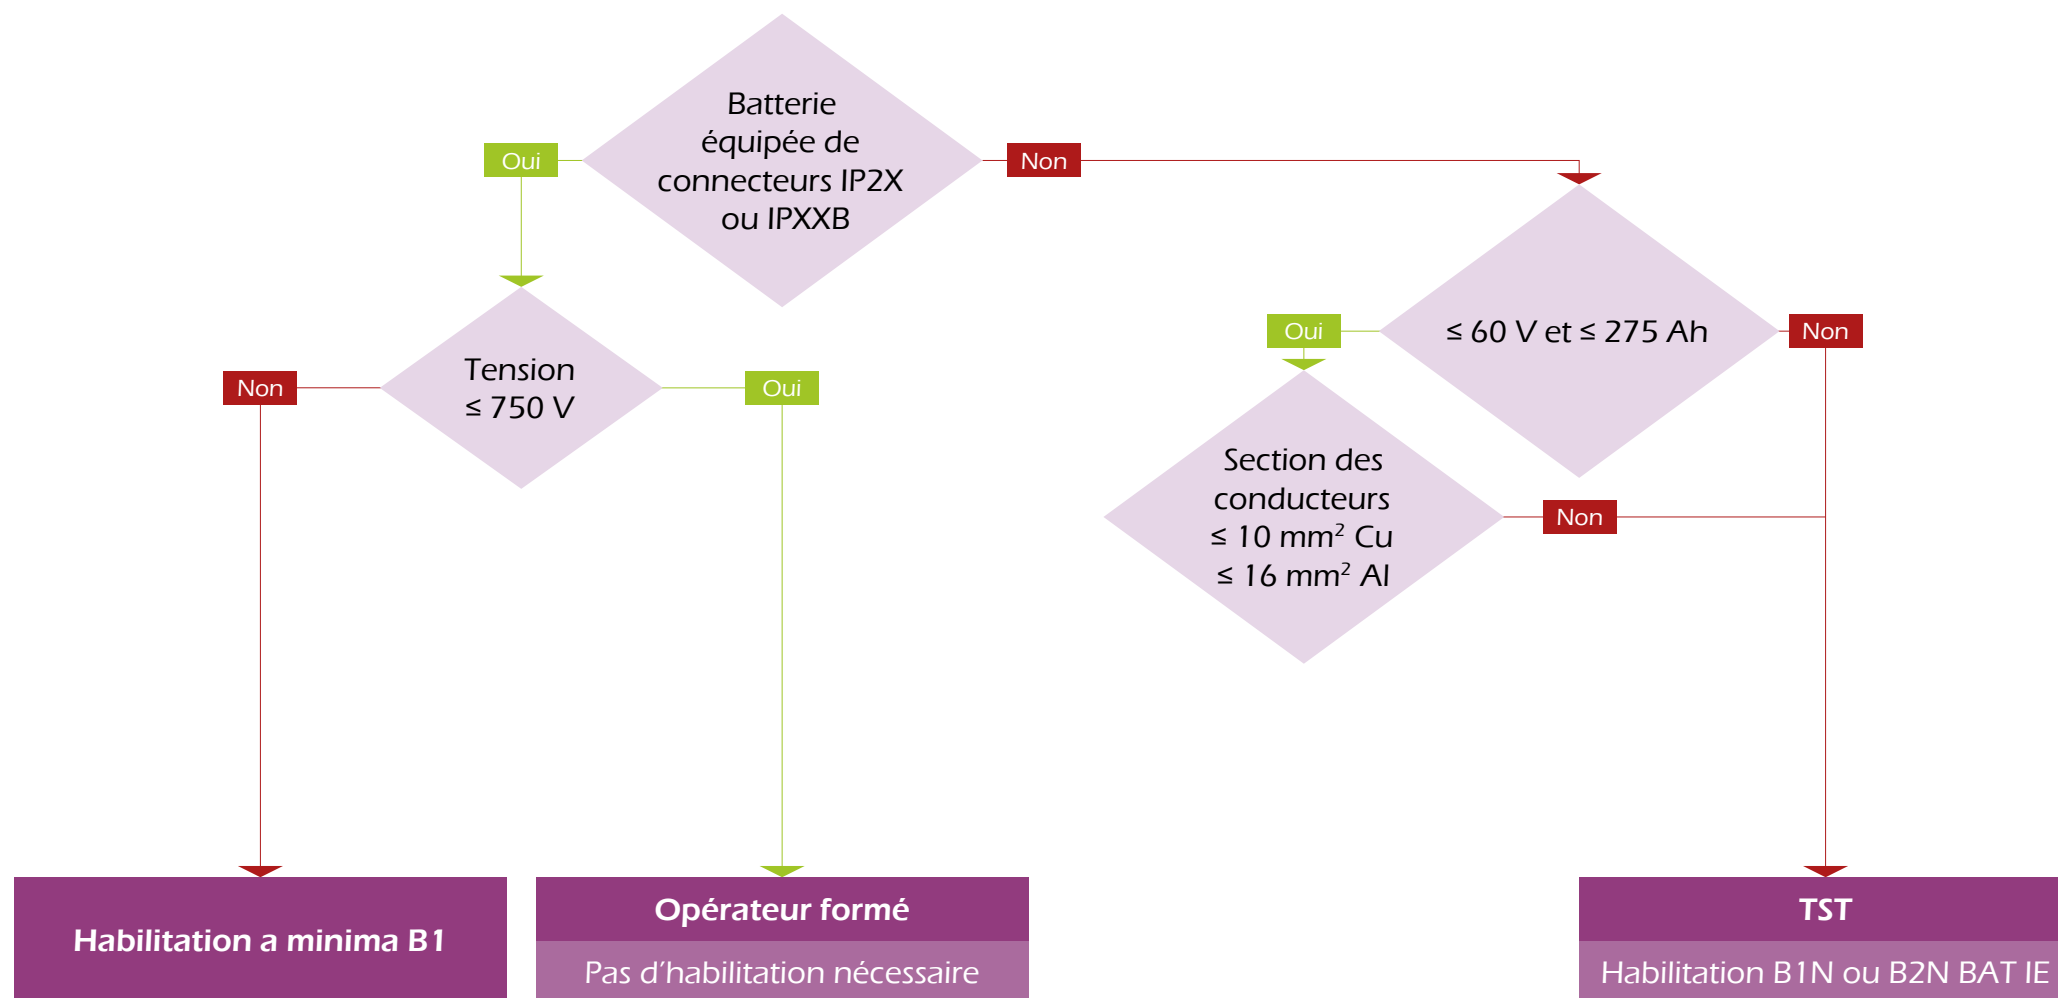 Batterie
équipée de
connecteurs IP2X
ou IPXXB
Oui
Non
Tension
≤ 750 V
Non
Oui
≤ 60 V et ≤ 275 Ah
Oui
Non
Section des
conducteurs
≤ 10 mm² Cu
≤ 16 mm² Al
Non
Habilitation a minima B1
Opérateur formé
Pas d’habilitation nécessaire
TST
Habilitation B1N ou B2N BAT IE